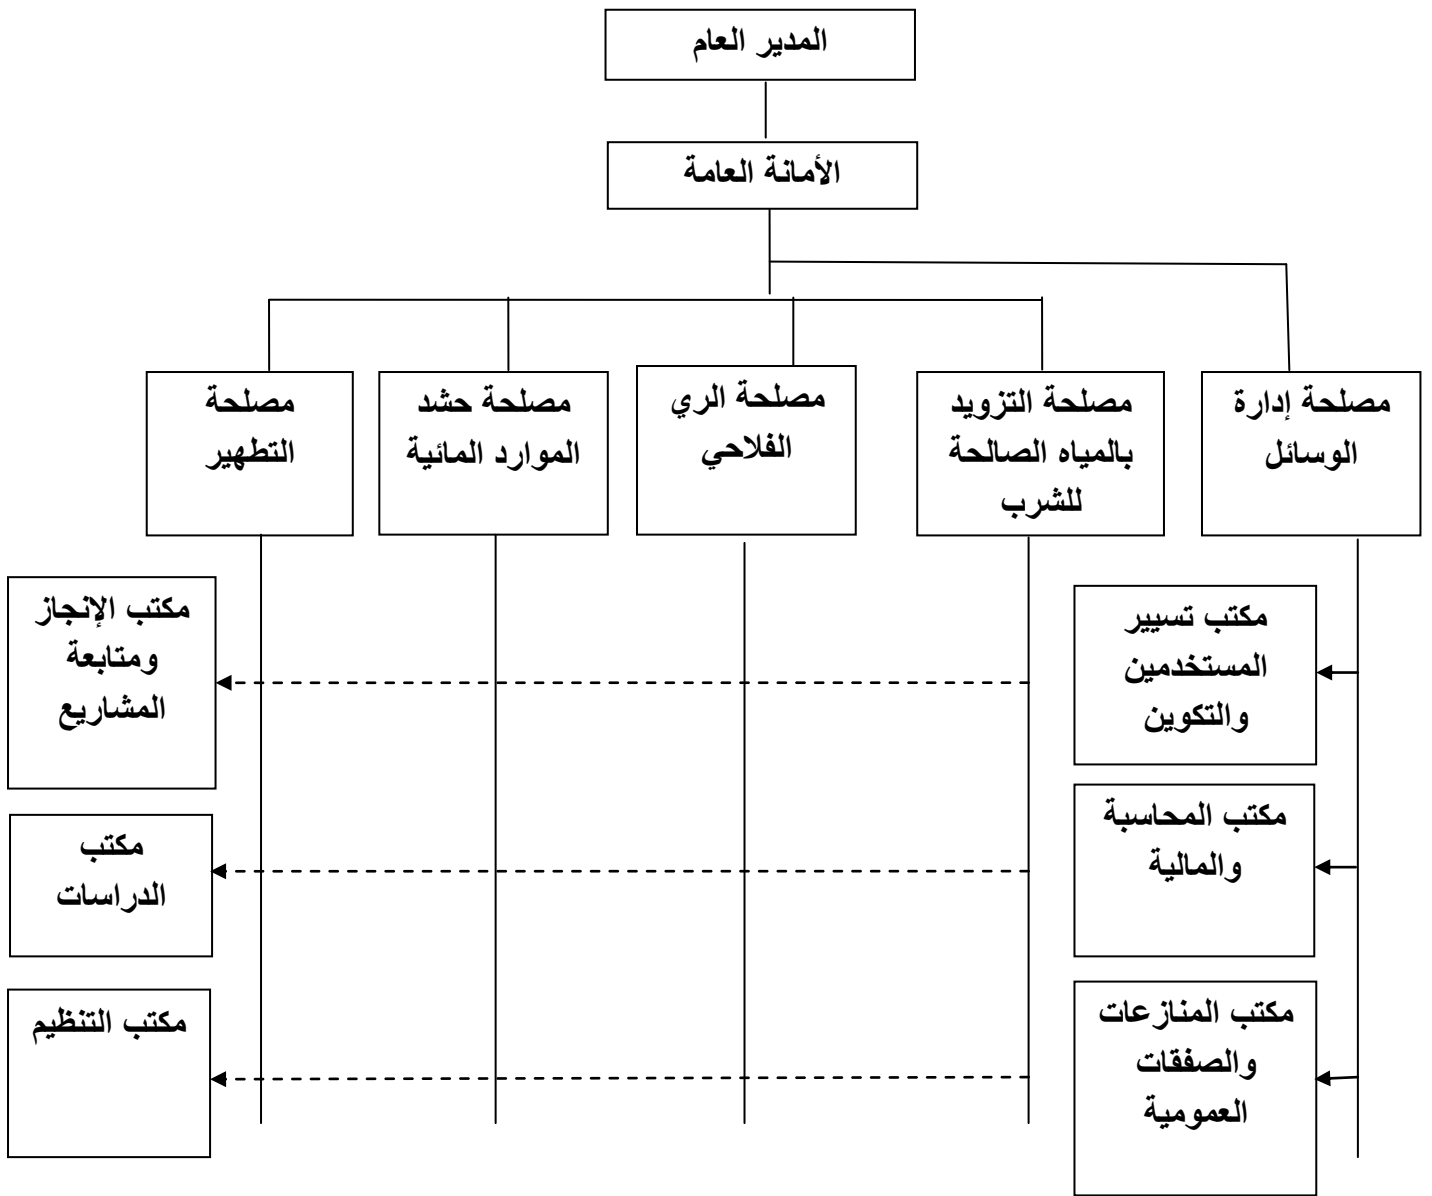 المدير العام
الأمانة العامة
مصلحة إدارة
الوسائل
مصلحة التزويد
بالمياه الصالحة
للشرب
مصلحة الري
الفلاحي
مصلحة حشد
الموارد المائية
مصلحة
التطهير
مكتب تسيير
المستخدمين
والتكوين
مكتب المحاسبة
والمالية
مكتب المنازعات
والصفقات
العمومية
مكتب الإنجاز
ومتابعة
المشاريع
مكتب
الدراسات
مكتب التنظيم